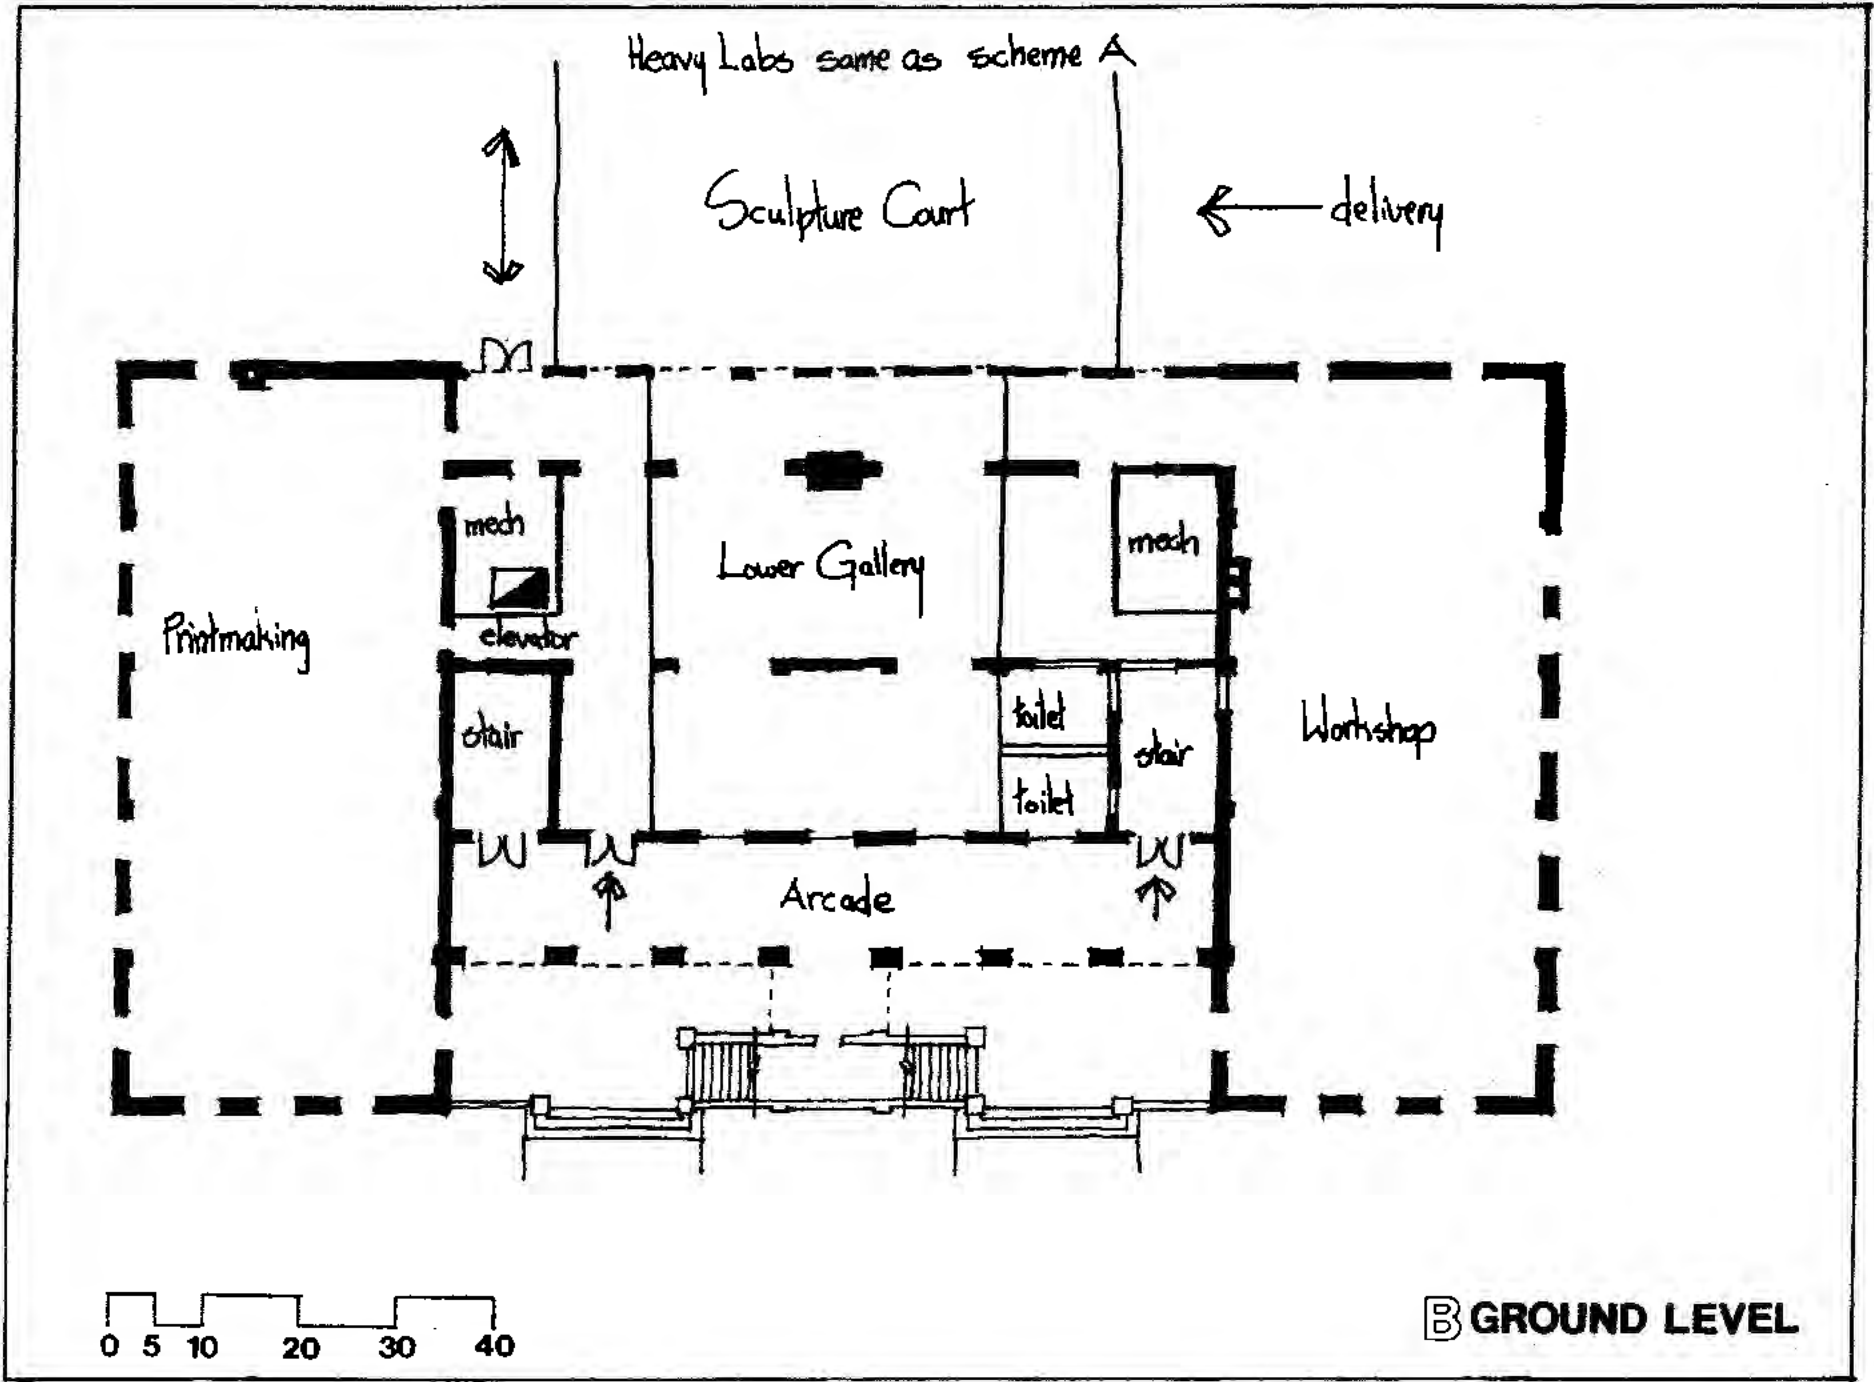 Heavy Labs same as scheme A
Sculpture Court
delivery
mech
mech
Lower Gallery
elevator
Printmaking
toilet
stair
stair
Workshop
toilet
Arcade
0 5 10 20 30 40
B GROUND LEVEL